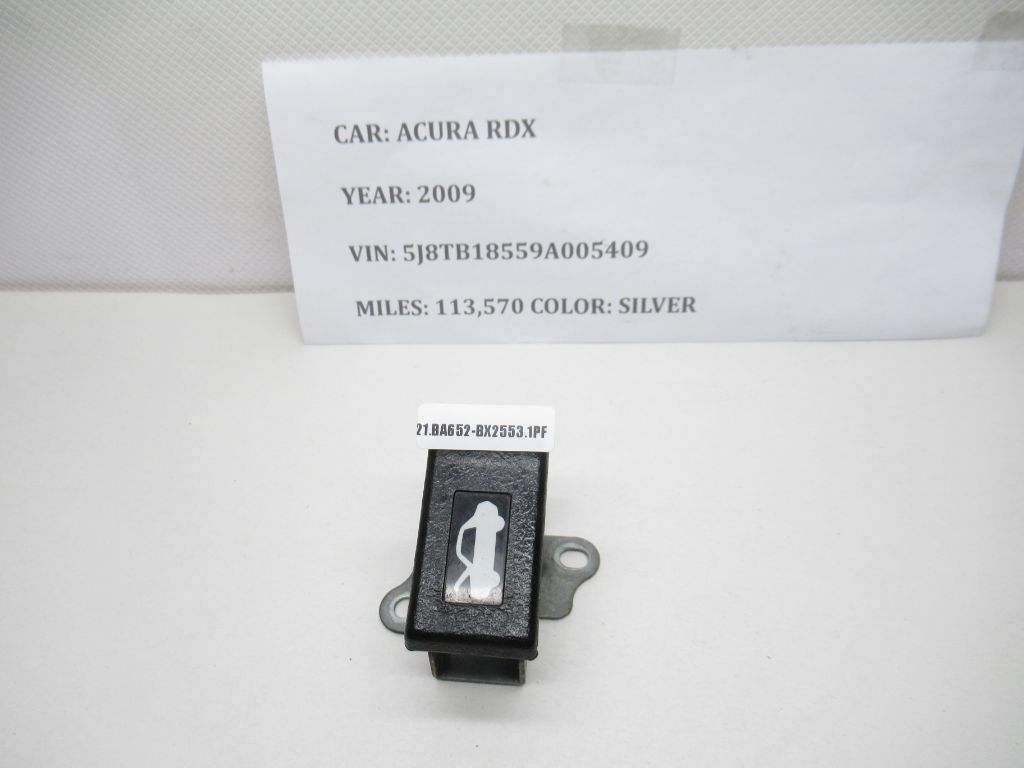 CAR: ACURA RDX
YEAR: 2009
VIN: 5J8TB18559A005409
MILES: 113,570 COLOR: SILVER
21.BA652-BX2553.1PF